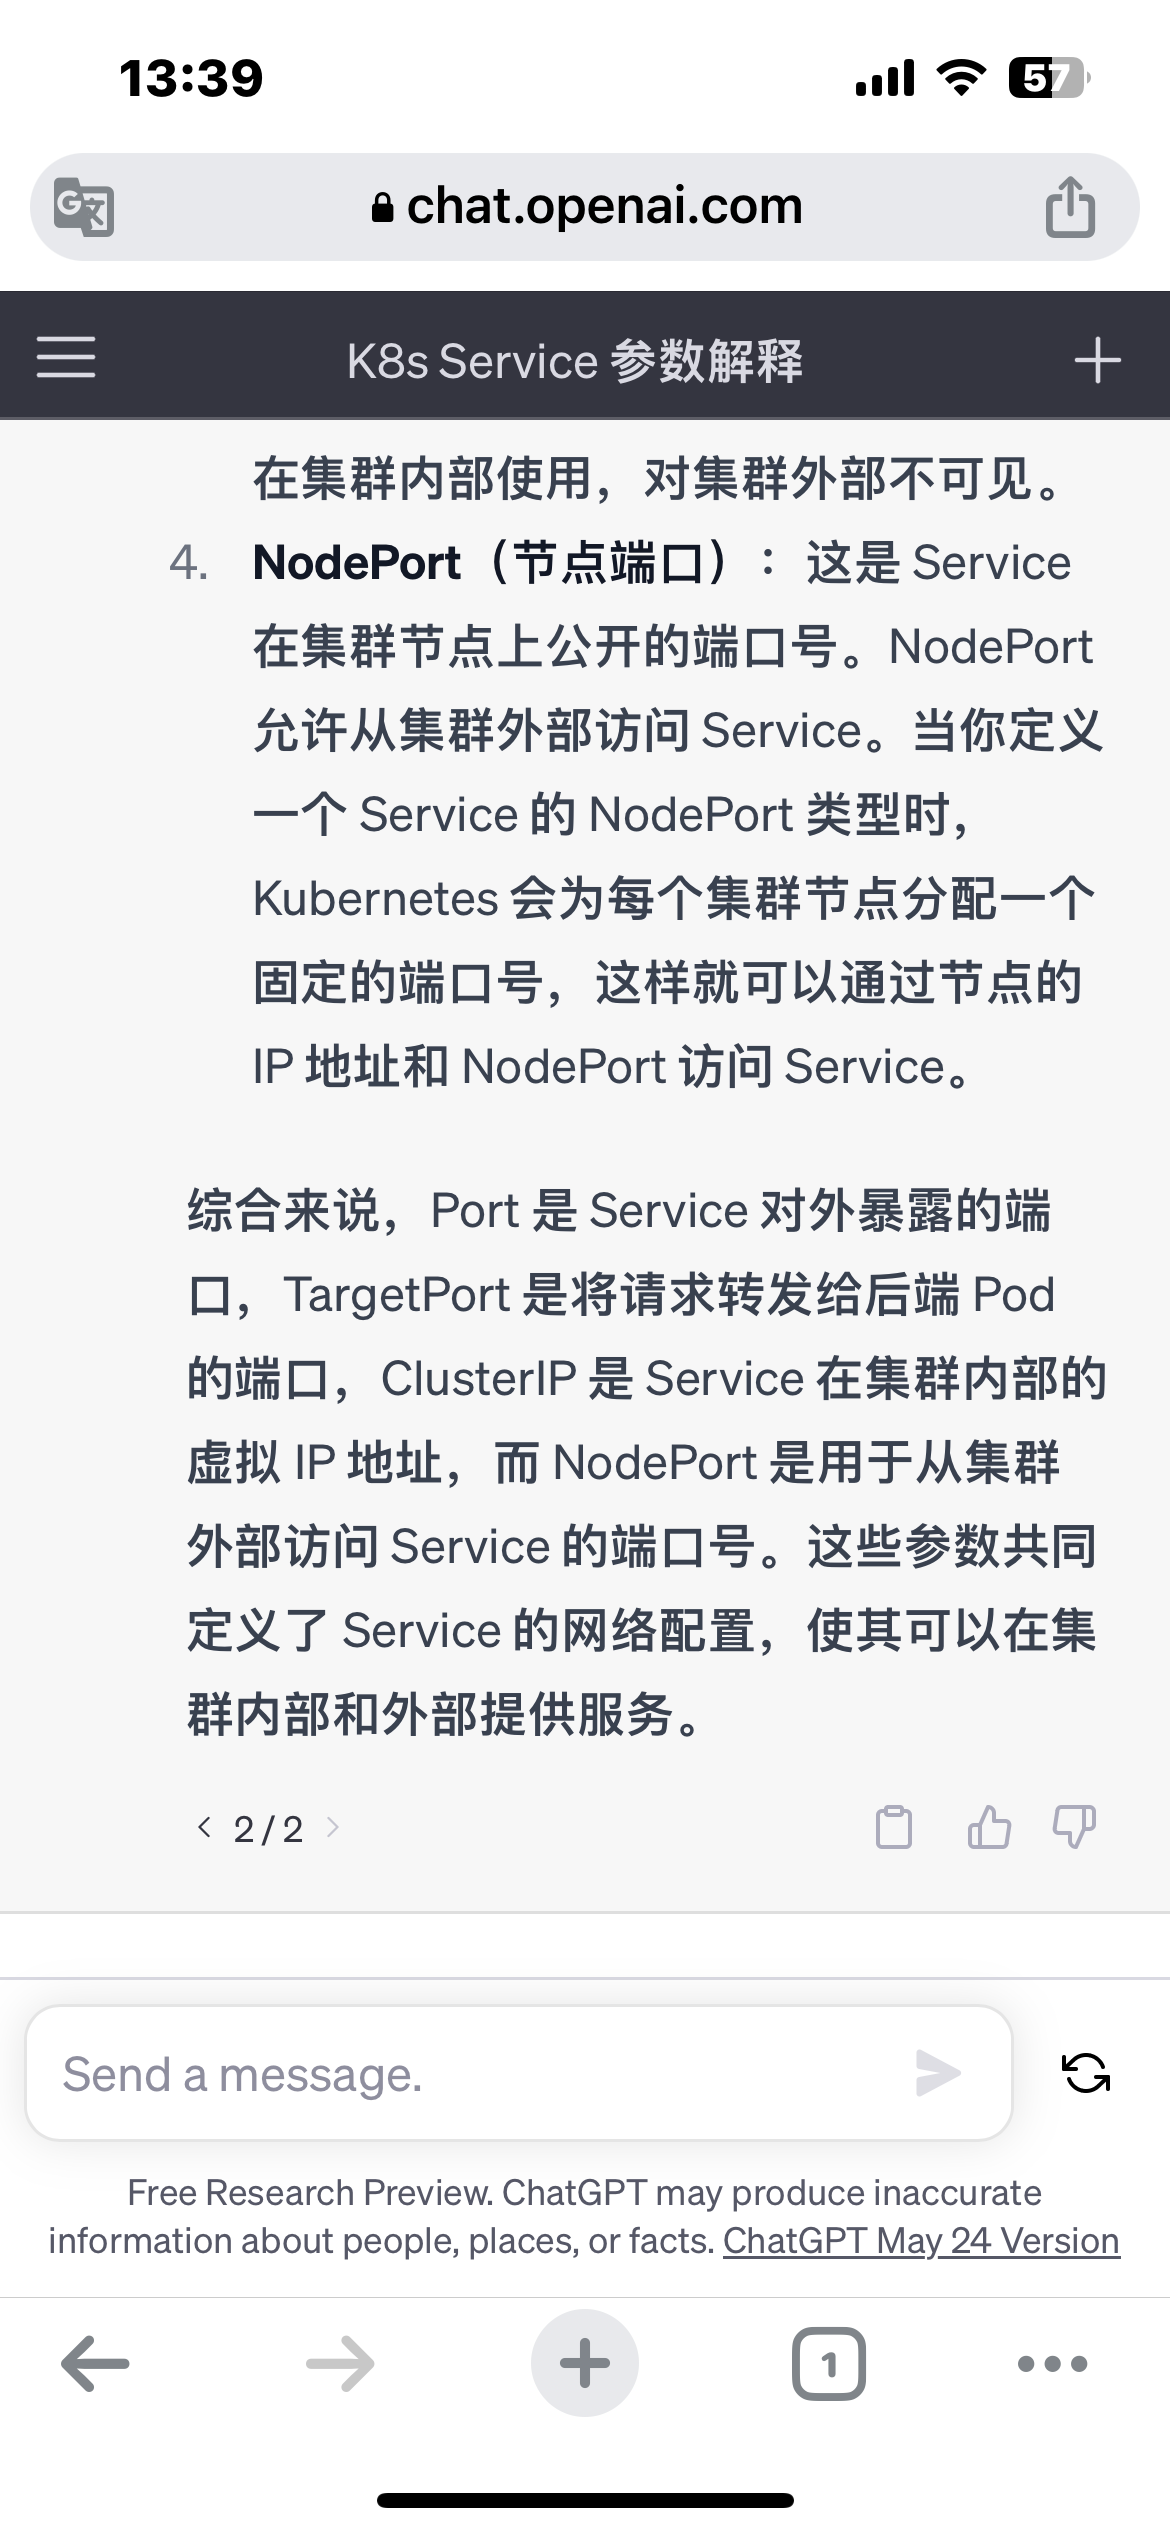 13:39
57
chat.openai.com
K8s Service 参数解释
在集群内部使用，对集群外部不可见。
4. NodePort（节点端口）：这是 Service
在集群节点上公开的端口号。NodePort
允许从集群外部访问 Service。当你定义
一个 Service 的 NodePort 类型时，
Kubernetes 会为每个集群节点分配一个
固定的端口号，这样就可以通过节点的
IP 地址和 NodePort 访问 Service。
综合来说，Port 是 Service 对外暴露的端
口，TargetPort 是将请求转发给后端 Pod
的端口，ClusterIP 是 Service 在集群内部的
虚拟 IP 地址，而 NodePort 是用于从集群
外部访问 Service 的端口号。这些参数共同
定义了 Service 的网络配置，使其可以在集
群内部和外部提供服务。
2 / 2
Send a message.
Free Research Preview. ChatGPT may produce inaccurate
information about people, places, or facts. ChatGPT May 24 Version
1